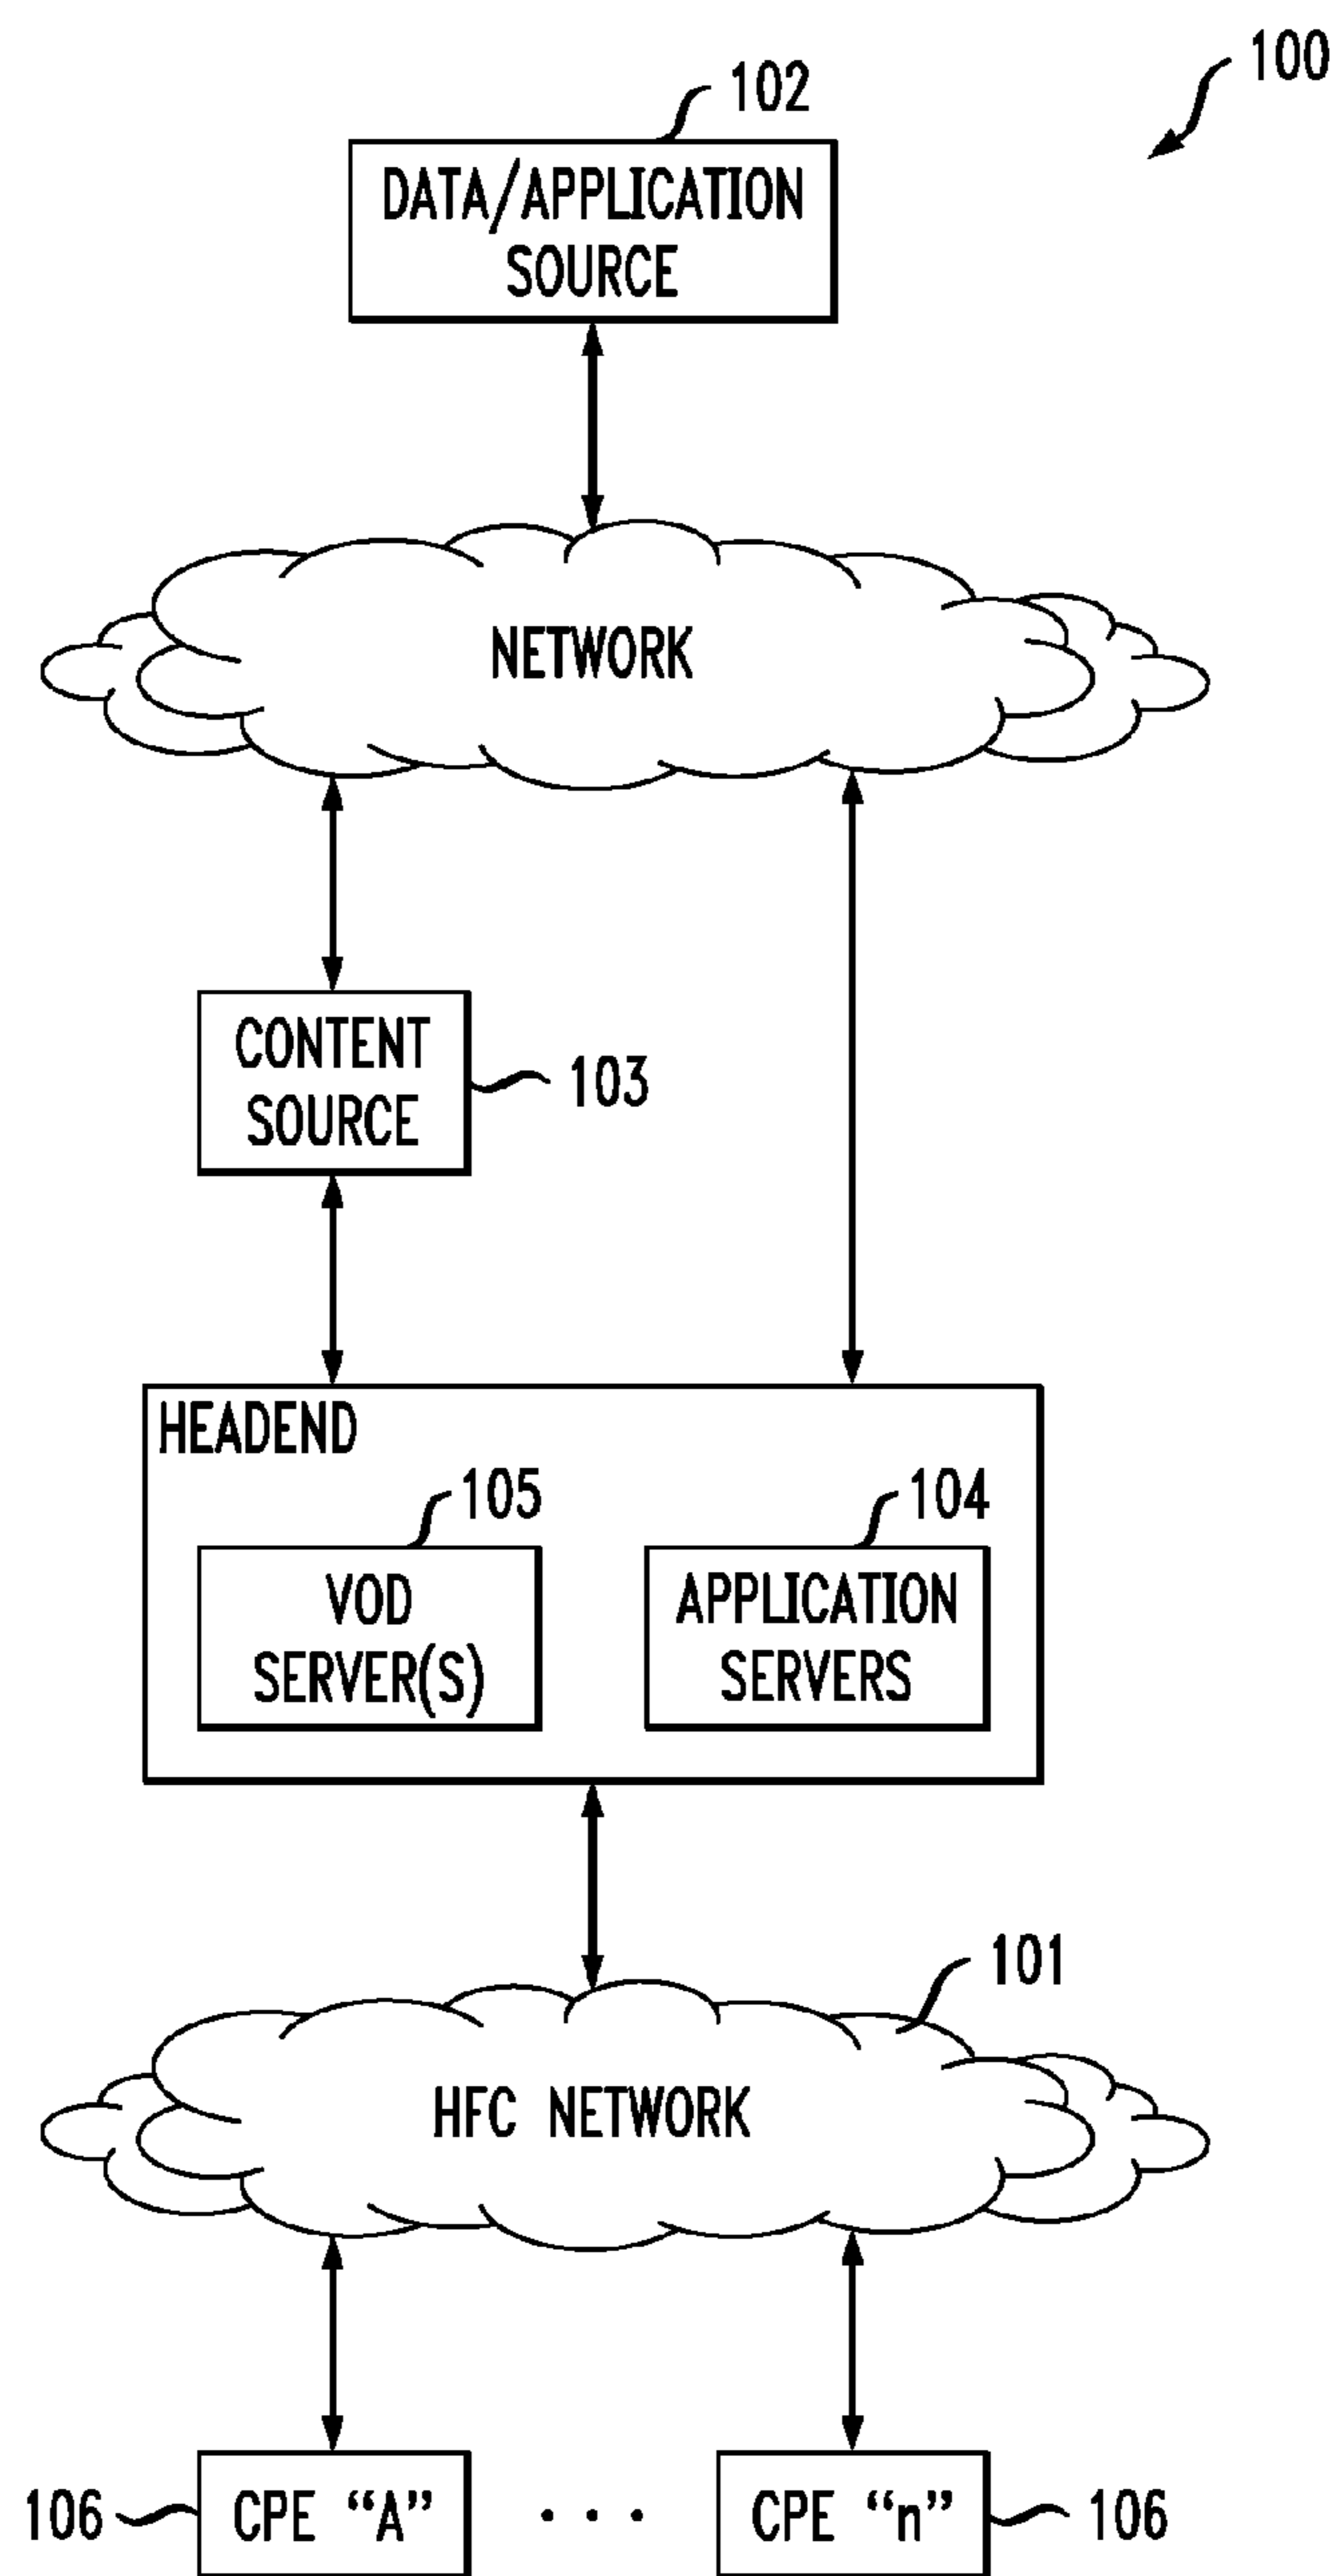 100
102
DATA/APPLICATION
SOURCE
NETWORK
CONTENT
SOURCE
103
HEADEND
105
104
VOD
SERVER(S)
APPLICATION
SERVERS
101
HFC NETWORK
106
CPE “A”
. . .
CPE “n”
106